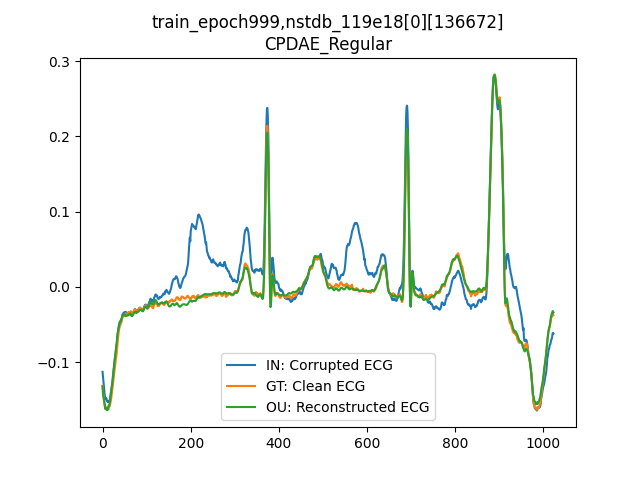 train_epoch999,nstdb_119e18[0][136672]
CPDAE_Regular
0.3
0.2
0.1
0.0
−0.1
IN: Corrupted ECG
GT: Clean ECG
OU: Reconstructed ECG
0 200 400 600 800 1000